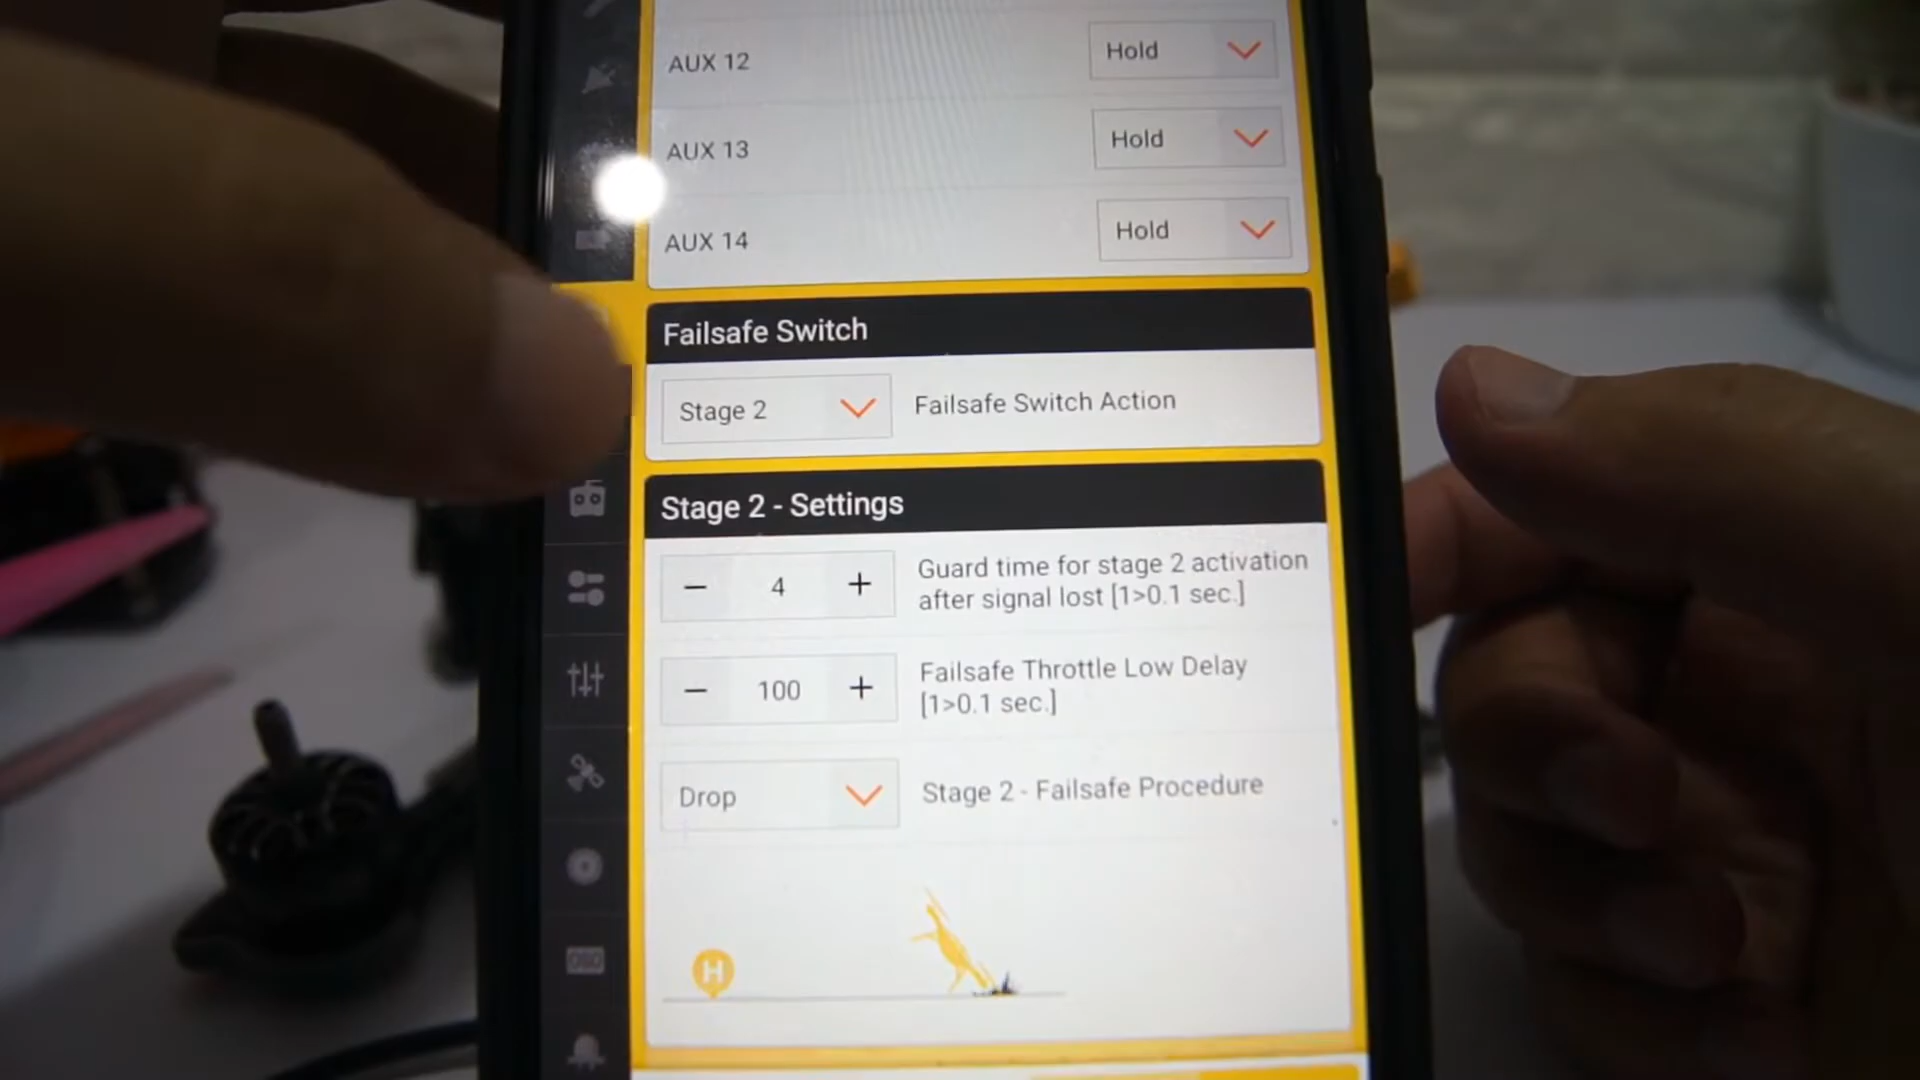 AUX 12
Hold
AUX 13
Hold
AUX 14
Hold
Failsafe Switch
Stage 2
Failsafe Switch Action
Stage 2 - Settings
− 4 +
Guard time for stage 2 activation
after signal lost [1>0.1 sec.]
− 100 +
Failsafe Throttle Low Delay
[1>0.1 sec.]
Drop
Stage 2 - Failsafe Procedure
H